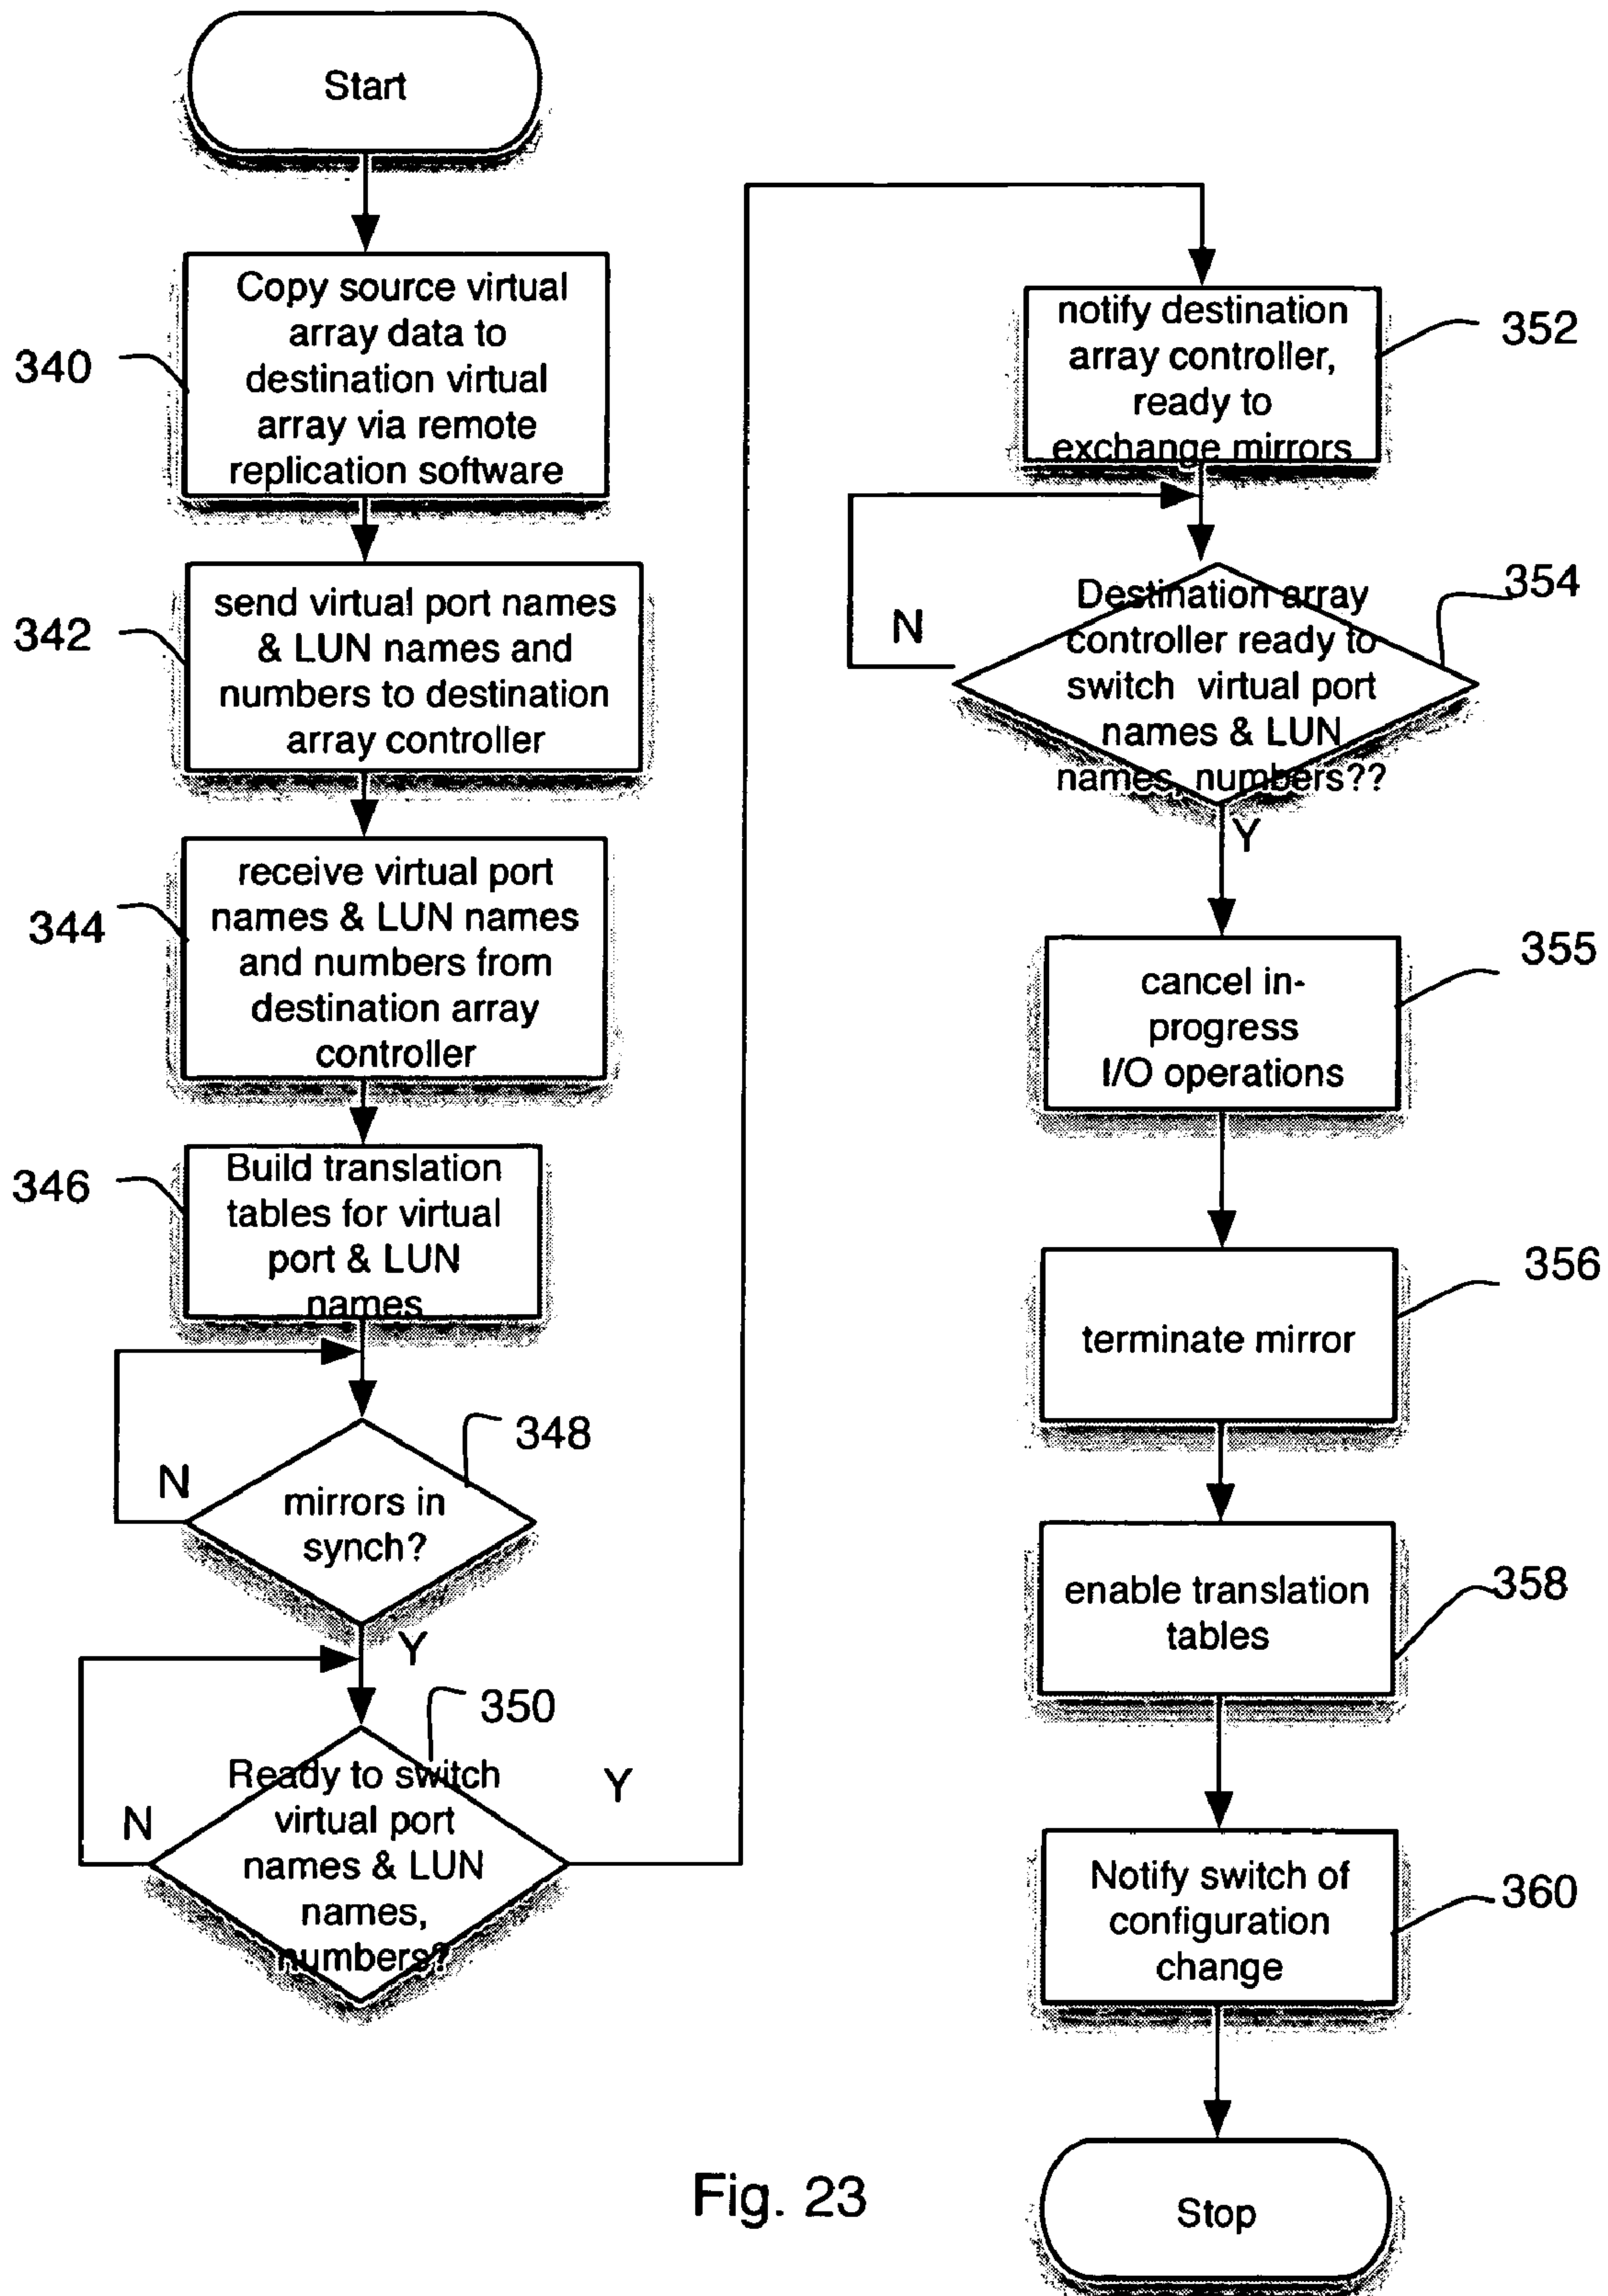 Start
340
Copy source virtual
array data to
destination virtual
array via remote
replication software
342
send virtual port names
& LUN names and
numbers to destination
array controller
344
receive virtual port
names & LUN names
and numbers from
destination array
controller
346
Build translation
tables for virtual
port & LUN
names
348
N
mirrors in
synch?
Y
350
Ready to switch
virtual port
names & LUN
names,
numbers?
N
Y
notify destination
array controller,
ready to
exchange mirrors
352
Destination array
controller ready to
switch virtual port
names & LUN
names, numbers??
354
N
Y
cancel in-
progress
I/O operations
355
terminate mirror
356
enable translation
tables
358
Notify switch of
configuration
change
360
Stop
Fig. 23